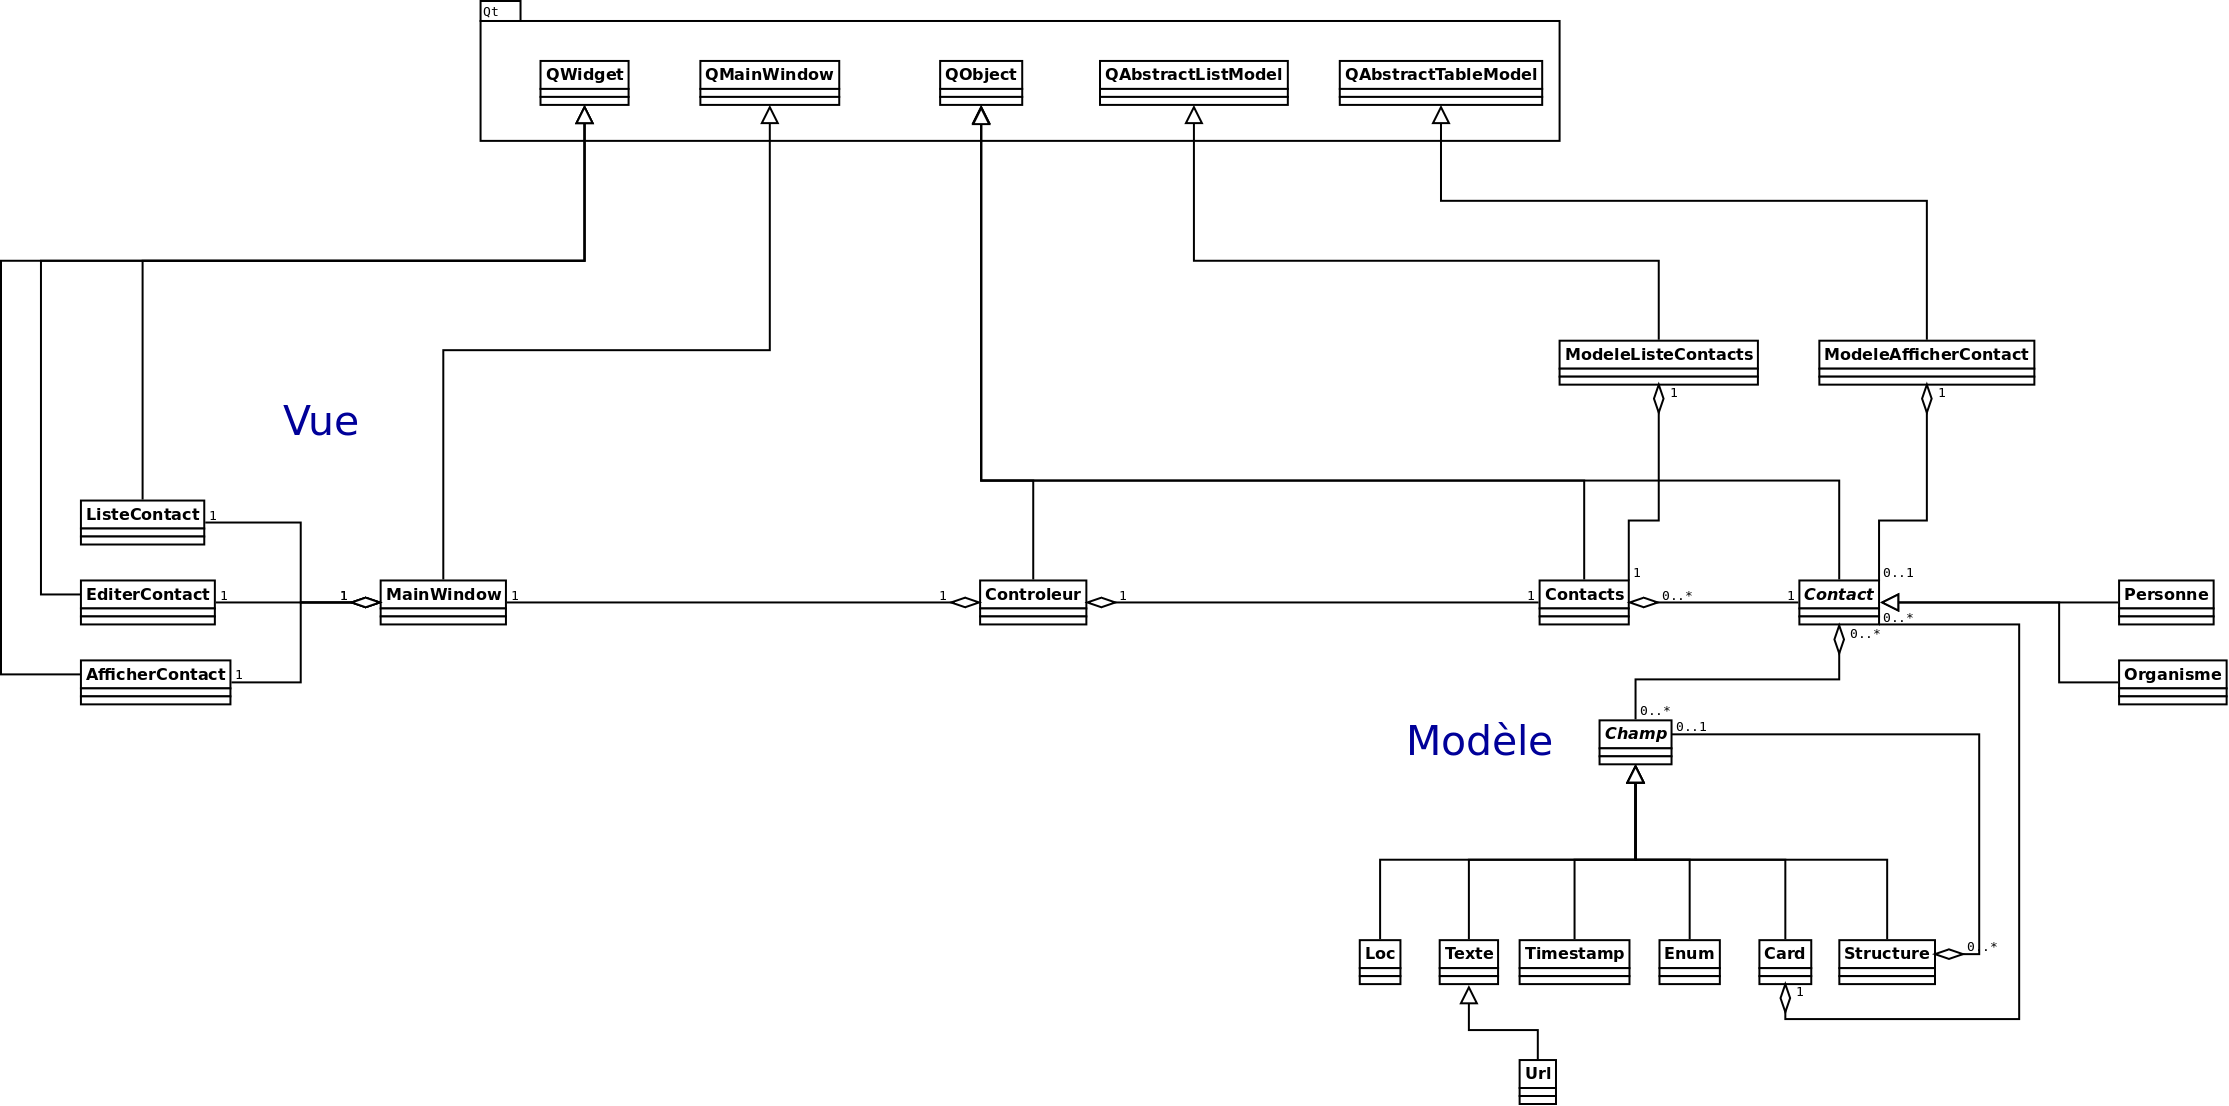 Qt
QWidget
QMainWindow
QObject
QAbstractListModel
QAbstractTableModel
ModeleListeContacts
ModeleAfficherContact
1
1
Vue
ListeContact
1
EditerContact
1
1
MainWindow
1
1
Controleur
1
1
Contacts
1
0..*
1
Contact
0..1
0..*
0..*
Personne
AfficherContact
1
Organisme
0..*
Champ
0..1
Modèle
Loc
Texte
Timestamp
Enum
Card
Structure
0..*
1
Url